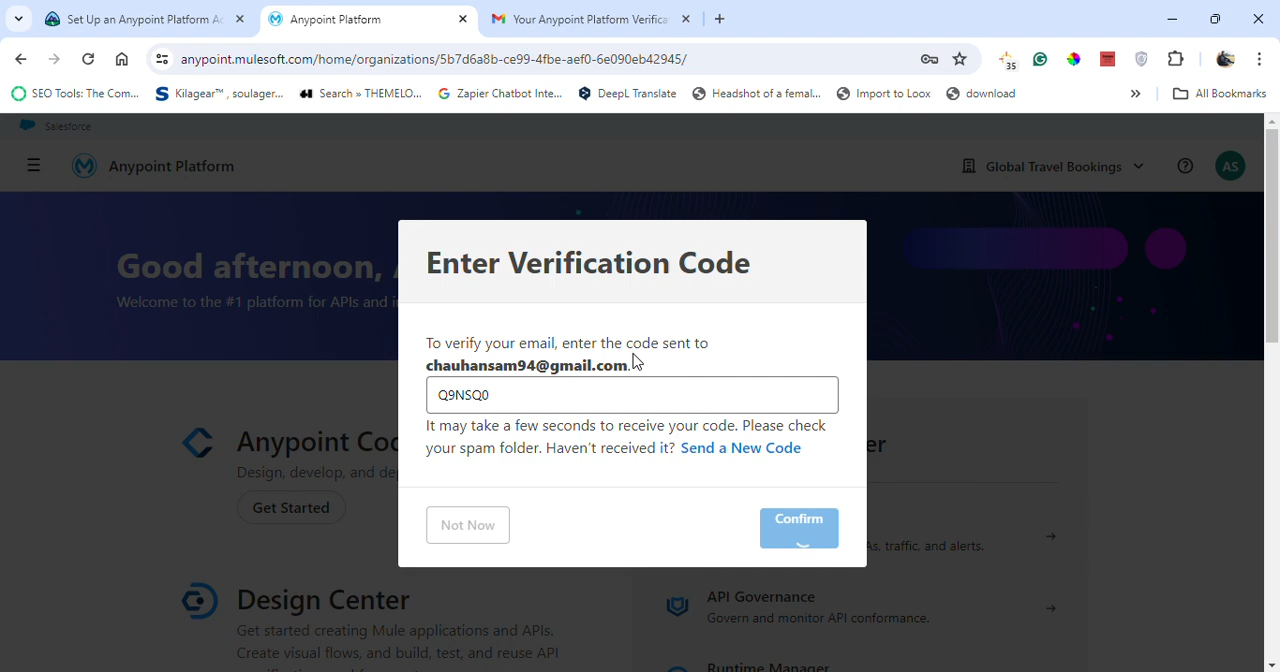 Set Up an Anypoint Platform Ac
Anypoint Platform
Your Anypoint Platform Verifica
anypoint.mulesoft.com/home/organizations/5b7d6a8b-ce99-4fbe-aef0-6e090eb42945/
35
SEO Tools: The Com...
Kilagear™ , soulager...
Search » THEMELO...
Zapier Chatbot Inte...
DeepL Translate
Headshot of a femal...
Import to Loox
download
»
All Bookmarks
Salesforce
Anypoint Platform
Global Travel Bookings
AS
Good afternoon,
Welcome to the #1 platform for APIs and i
Enter Verification Code
To verify your email, enter the code sent to
chauhansam94@gmail.com.
Q9NSQ0
It may take a few seconds to receive your code. Please check
your spam folder. Haven't received it? Send a New Code
Not Now
Confirm
Anypoint Co
er
Design, develop, and de
Get Started
As, traffic, and alerts.
Design Center
Get started creating Mule applications and APIs.
Create visual flows, and build, test, and reuse API
API Governance
Govern and monitor API conformance.
Runtime Manager